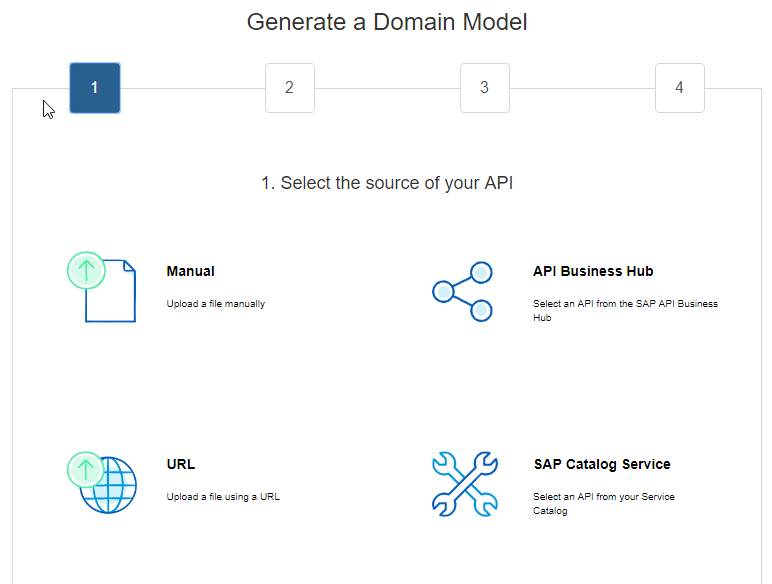 Generate a Domain Model
1
2
3
4
1. Select the source of your API
Manual
Upload a file manually
API Business Hub
Select an API from the SAP API Business
Hub
URL
Upload a file using a URL
SAP Catalog Service
Select an API from your Service
Catalog